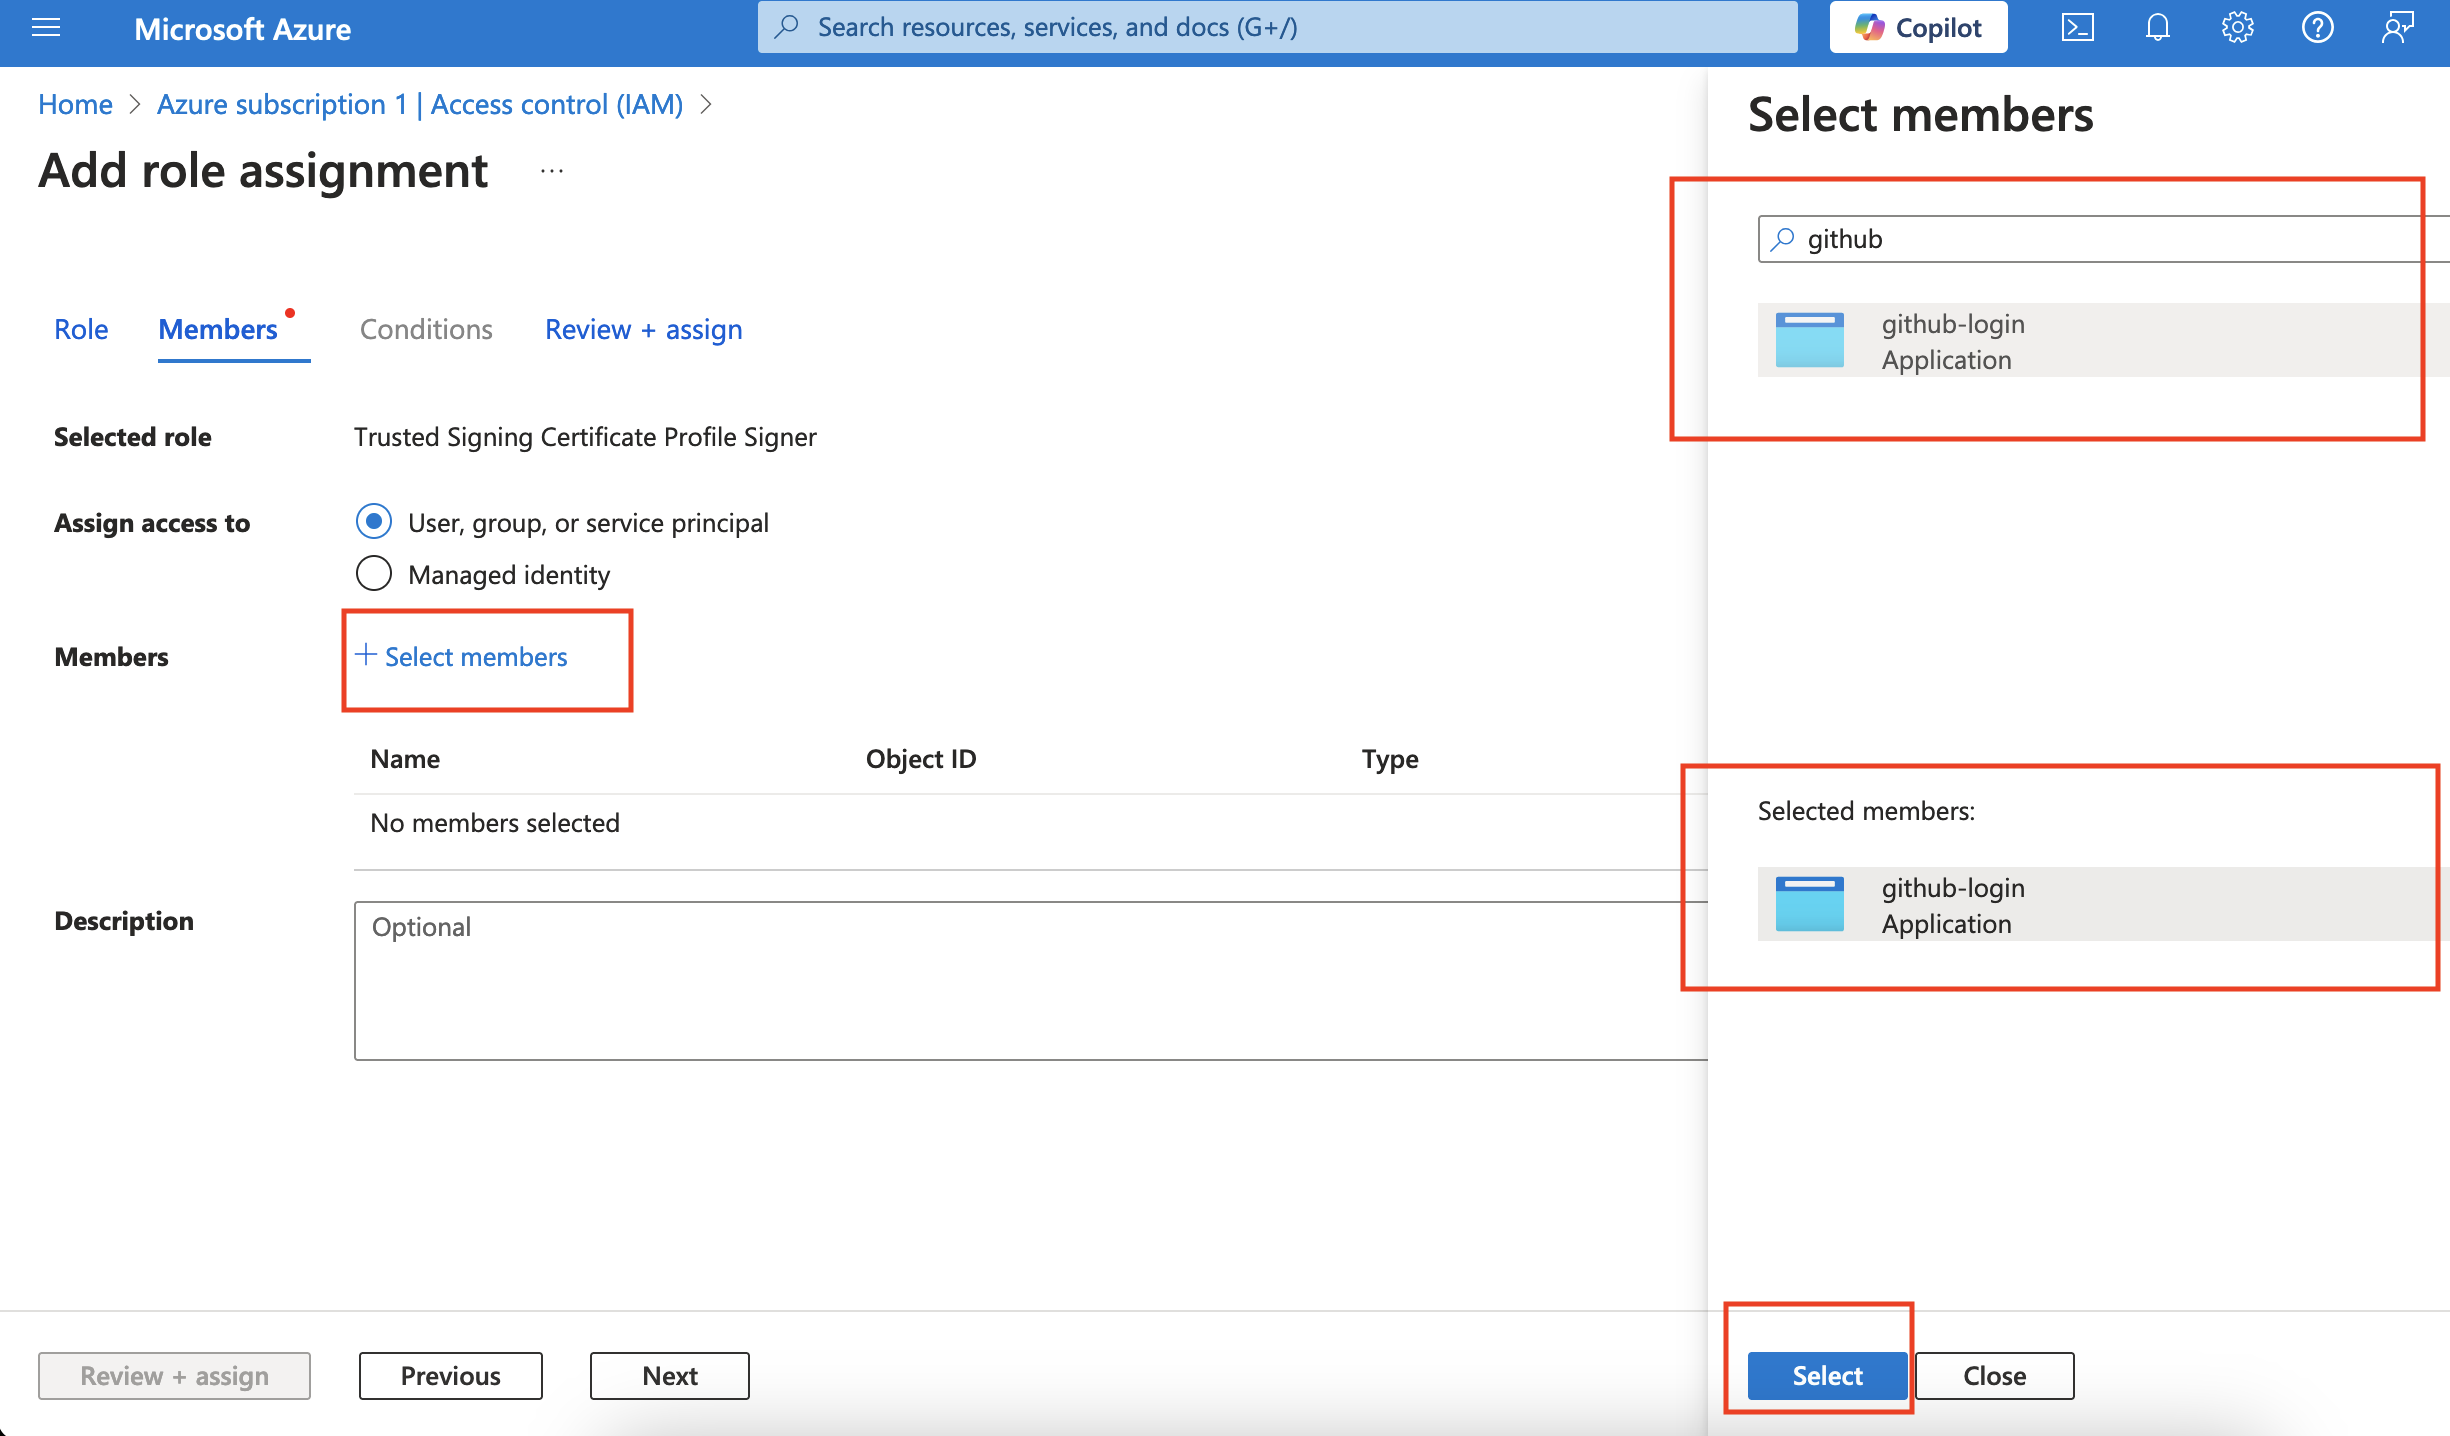 Microsoft Azure
Search resources, services, and docs (G+/)
Copilot
Home > Azure subscription 1 | Access control (IAM) >
Add role assignment ...
Role
Members
Conditions
Review + assign
Selected role
Trusted Signing Certificate Profile Signer
Assign access to
User, group, or service principal
Managed identity
Members
+ Select members
Name
Object ID
Type
No members selected
Description
Optional
Review + assign
Previous
Next
Select members
github
github-login
Application
Selected members:
github-login
Application
Select
Close